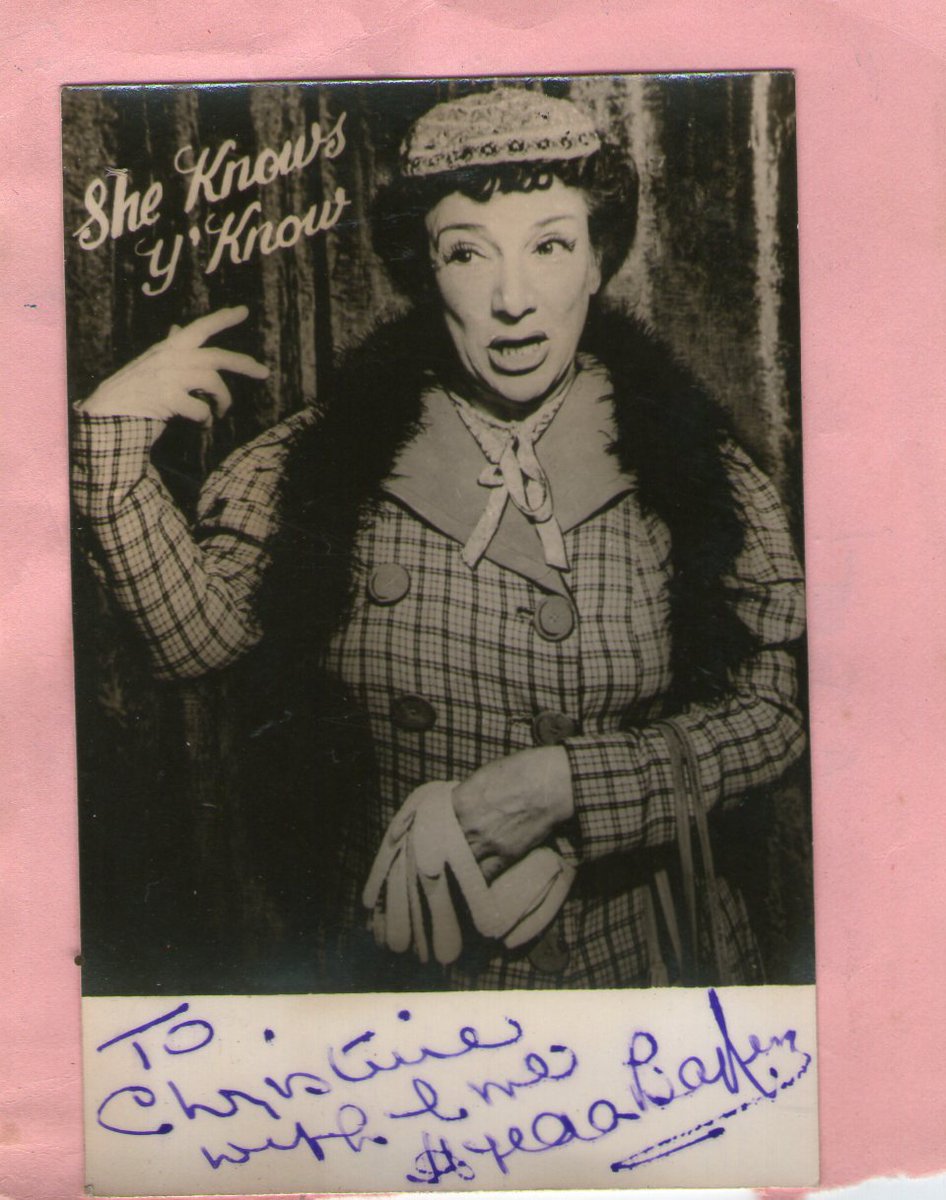 She Knows
Y' Know
To
Christine
with love
Hylda Baker